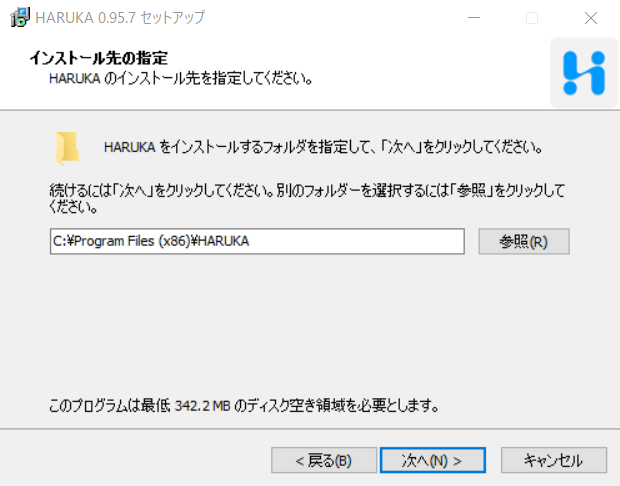 HARUKA 0.95.7 セットアップ
インストール先の指定
HARUKA のインストール先を指定してください。
HARUKA をインストールするフォルダを指定して、「次へ」をクリックしてください。
続けるには「次へ」をクリックしてください。別のフォルダーを選択するには「参照」をクリックして
ください。
C:¥Program Files (x86)¥HARUKA
参照(R)
このプログラムは最低 342.2 MB のディスク空き領域を必要とします。
< 戻る(B)
次へ(N) >
キャンセル